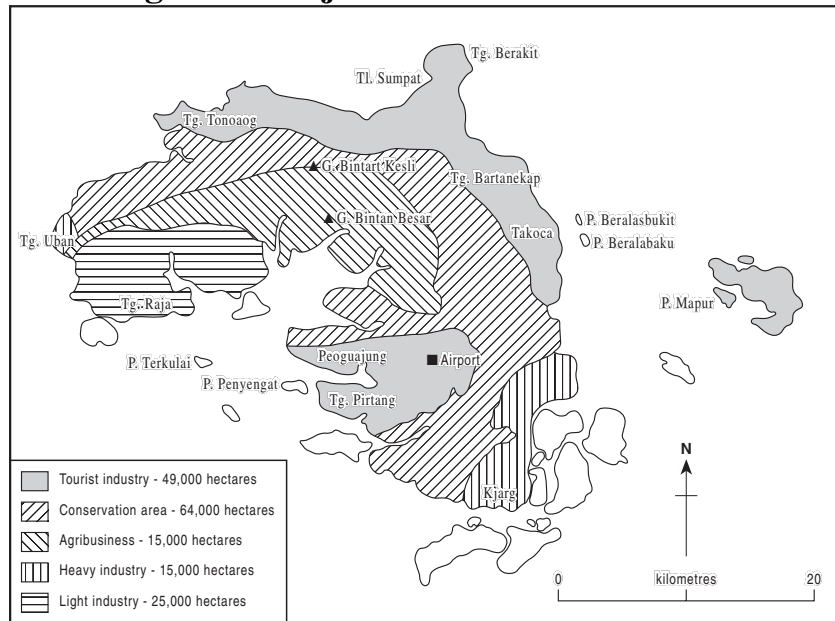 Tg. Berakit
Tl. Sumpat
Tg. Tonoaog
G. Bintart Kesli
Tg. Bartanekap
G. Bintan Besar
P. Beralasbukit
Takoca
P. Beralabaku
Tg. Uban
Tg. Raja
P. Mapur
Peoguajung
Airport
P. Terkulai
P. Penyengat
Tg. Pirtang
N
Kjarg
Tourist industry - 49,000 hectares
Conservation area - 64,000 hectares
Agribusiness - 15,000 hectares
Heavy industry - 15,000 hectares
Light industry - 25,000 hectares
0 kilometres 20